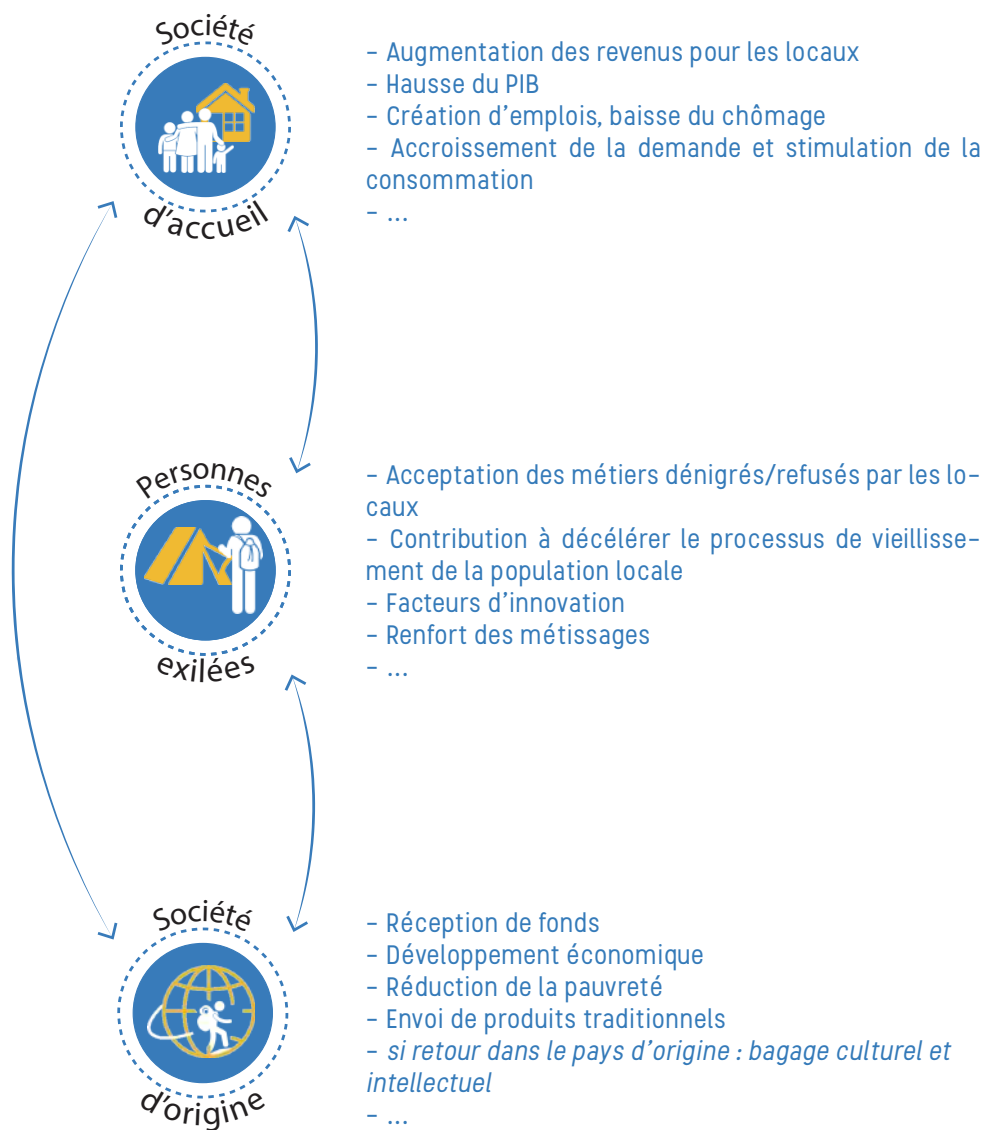 Société
d'accueil
- Augmentation des revenus pour les locaux
- Hausse du PIB
- Création d'emplois, baisse du chômage
- Accroissement de la demande et stimulation de la
consommation
- ...
Personnes
exilées
- Acceptation des métiers dénigrés/refusés par les lo-
caux
- Contribution à décélérer le processus de vieillisse-
ment de la population locale
- Facteurs d'innovation
- Renfort des métissages
- ...
Société
d'origine
- Réception de fonds
- Développement économique
- Réduction de la pauvreté
- Envoi de produits traditionnels
- si retour dans le pays d'origine : bagage culturel et
intellectuel
- ...